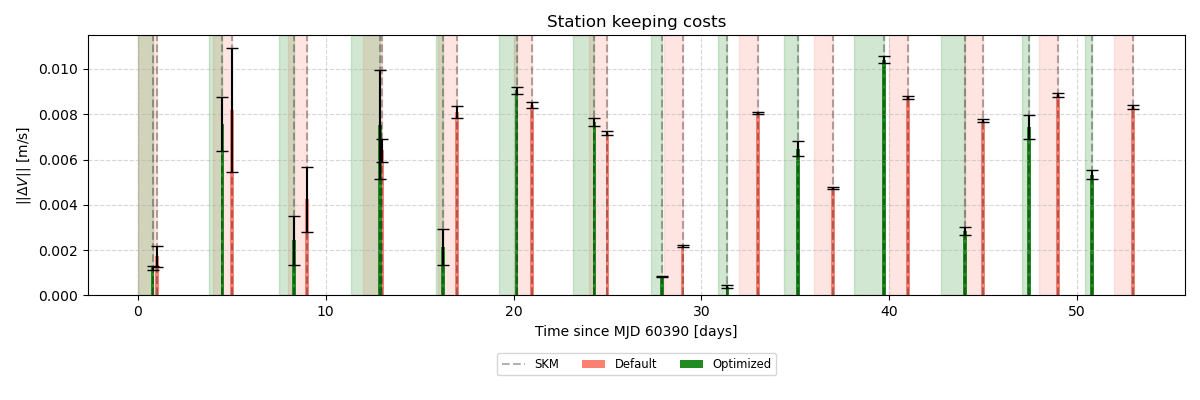 Station keeping costs
||ΔV|| [m/s]
0.010
0.008
0.006
0.004
0.002
0.000
0 10 20 30 40 50
Time since MJD 60390 [days]
SKM Default Optimized